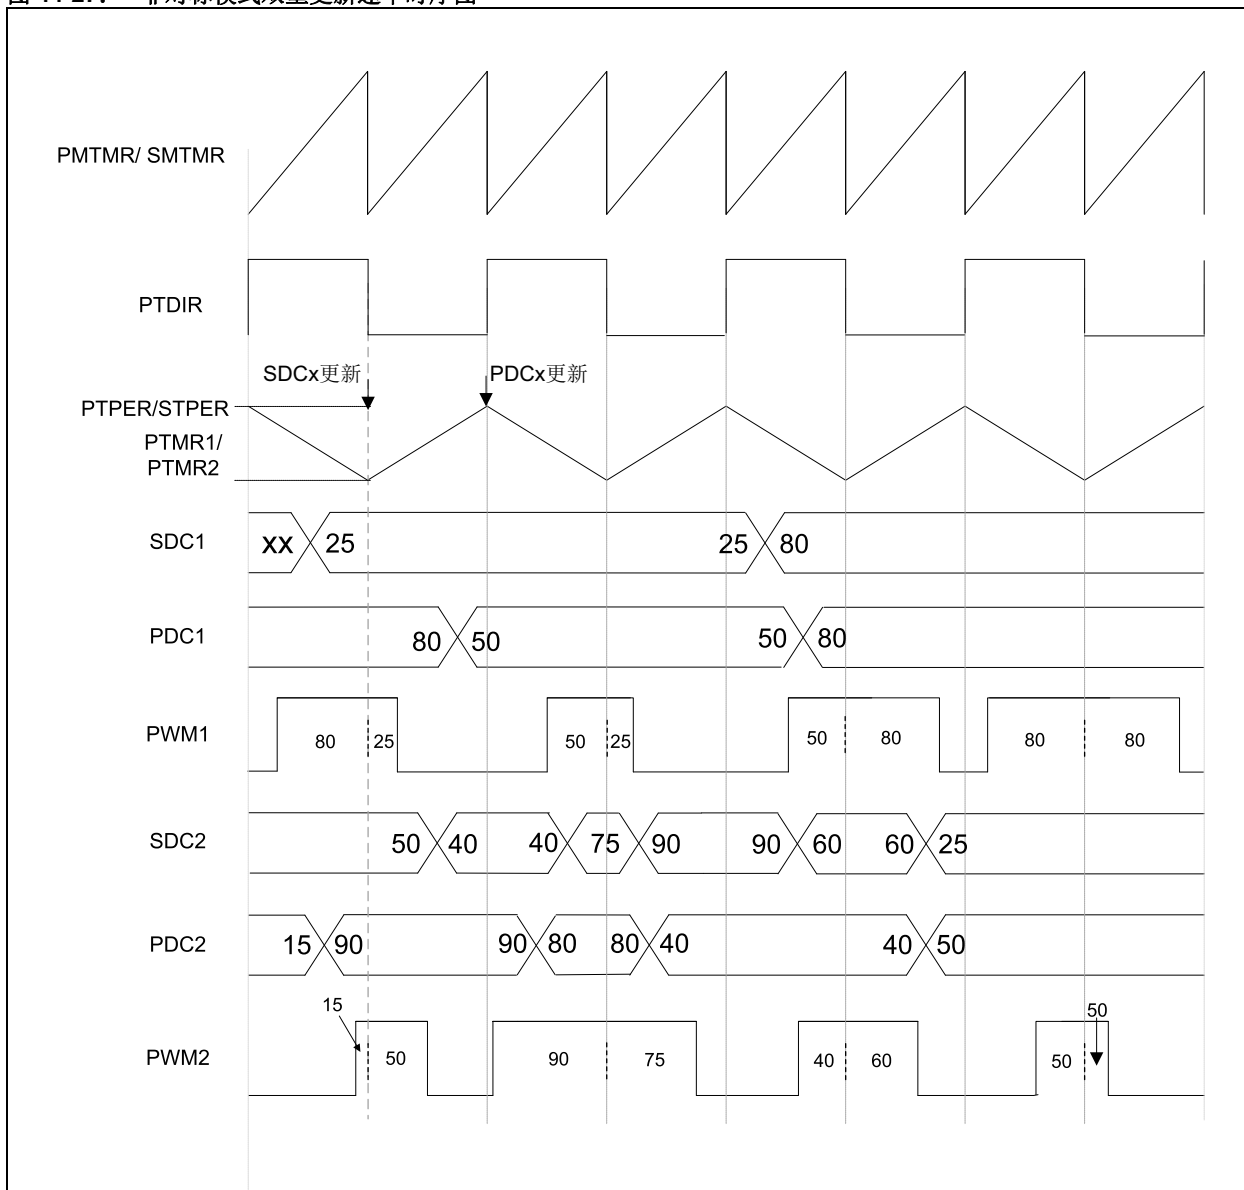 PMTMR/ SMTMR
PTDIR
SDCx更新
PDCx更新
PTPER/STPER
PTMR1/
PTMR2
SDC1
xx 25 25 80
PDC1
80 50 50 80
PWM1
80 25 50 25 50 80 80 80
SDC2
50 40 40 75 90 90 60 60 25
PDC2
15 90 90 80 80 40 40 50
15
50
PWM2
50 90 75 40 60 50